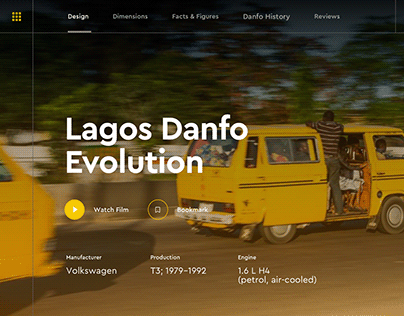 Design
Dimensions
Facts & Figures
Danfo History
Reviews
Lagos Danfo
Evolution
Watch Film
Bookmark
Manufacturer
Production
Engine
Volkswagen
T3; 1979–1992
1.6 L H4
(petrol, air-cooled)